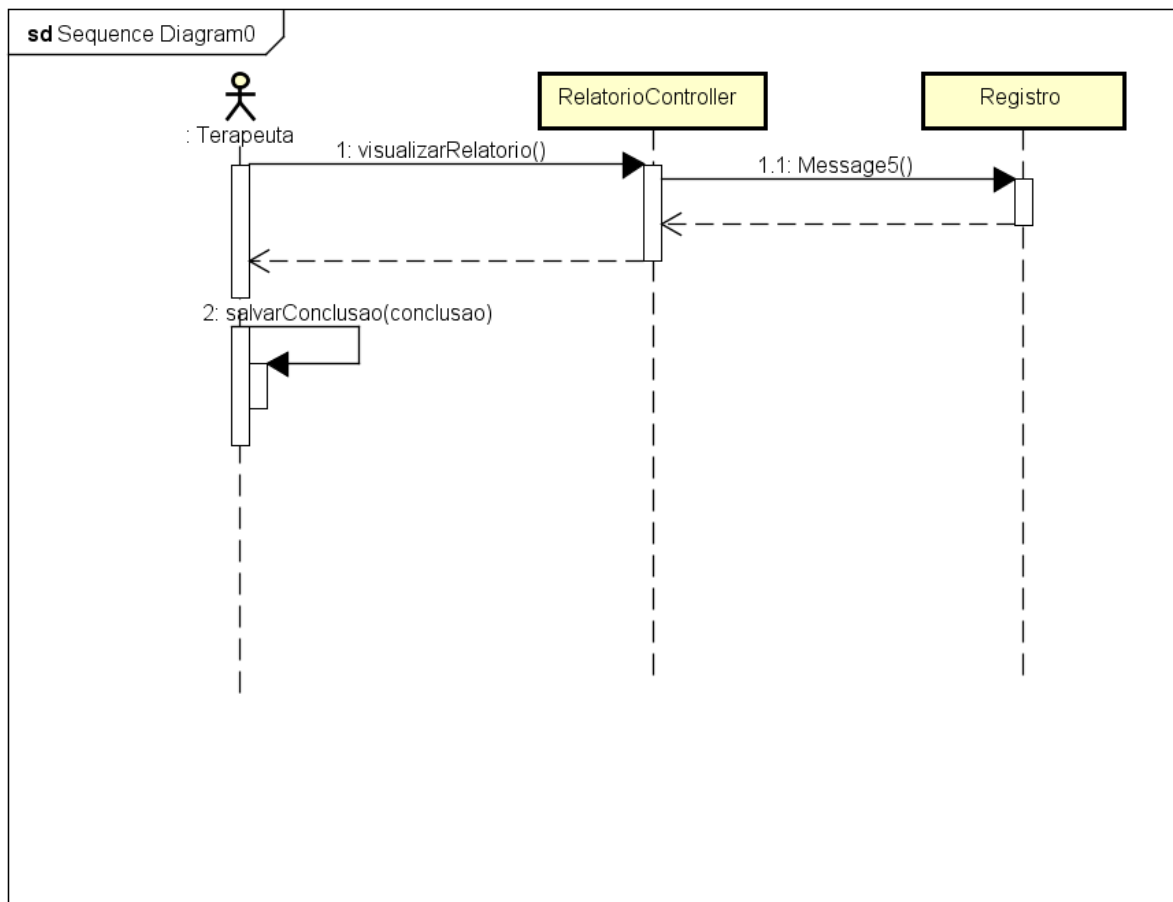 sd Sequence Diagram0
RelatorioController
Registro
: Terapeuta
1: visualizarRelatorio()
1.1: Message5()
2: salvarConclusao(conclusao)